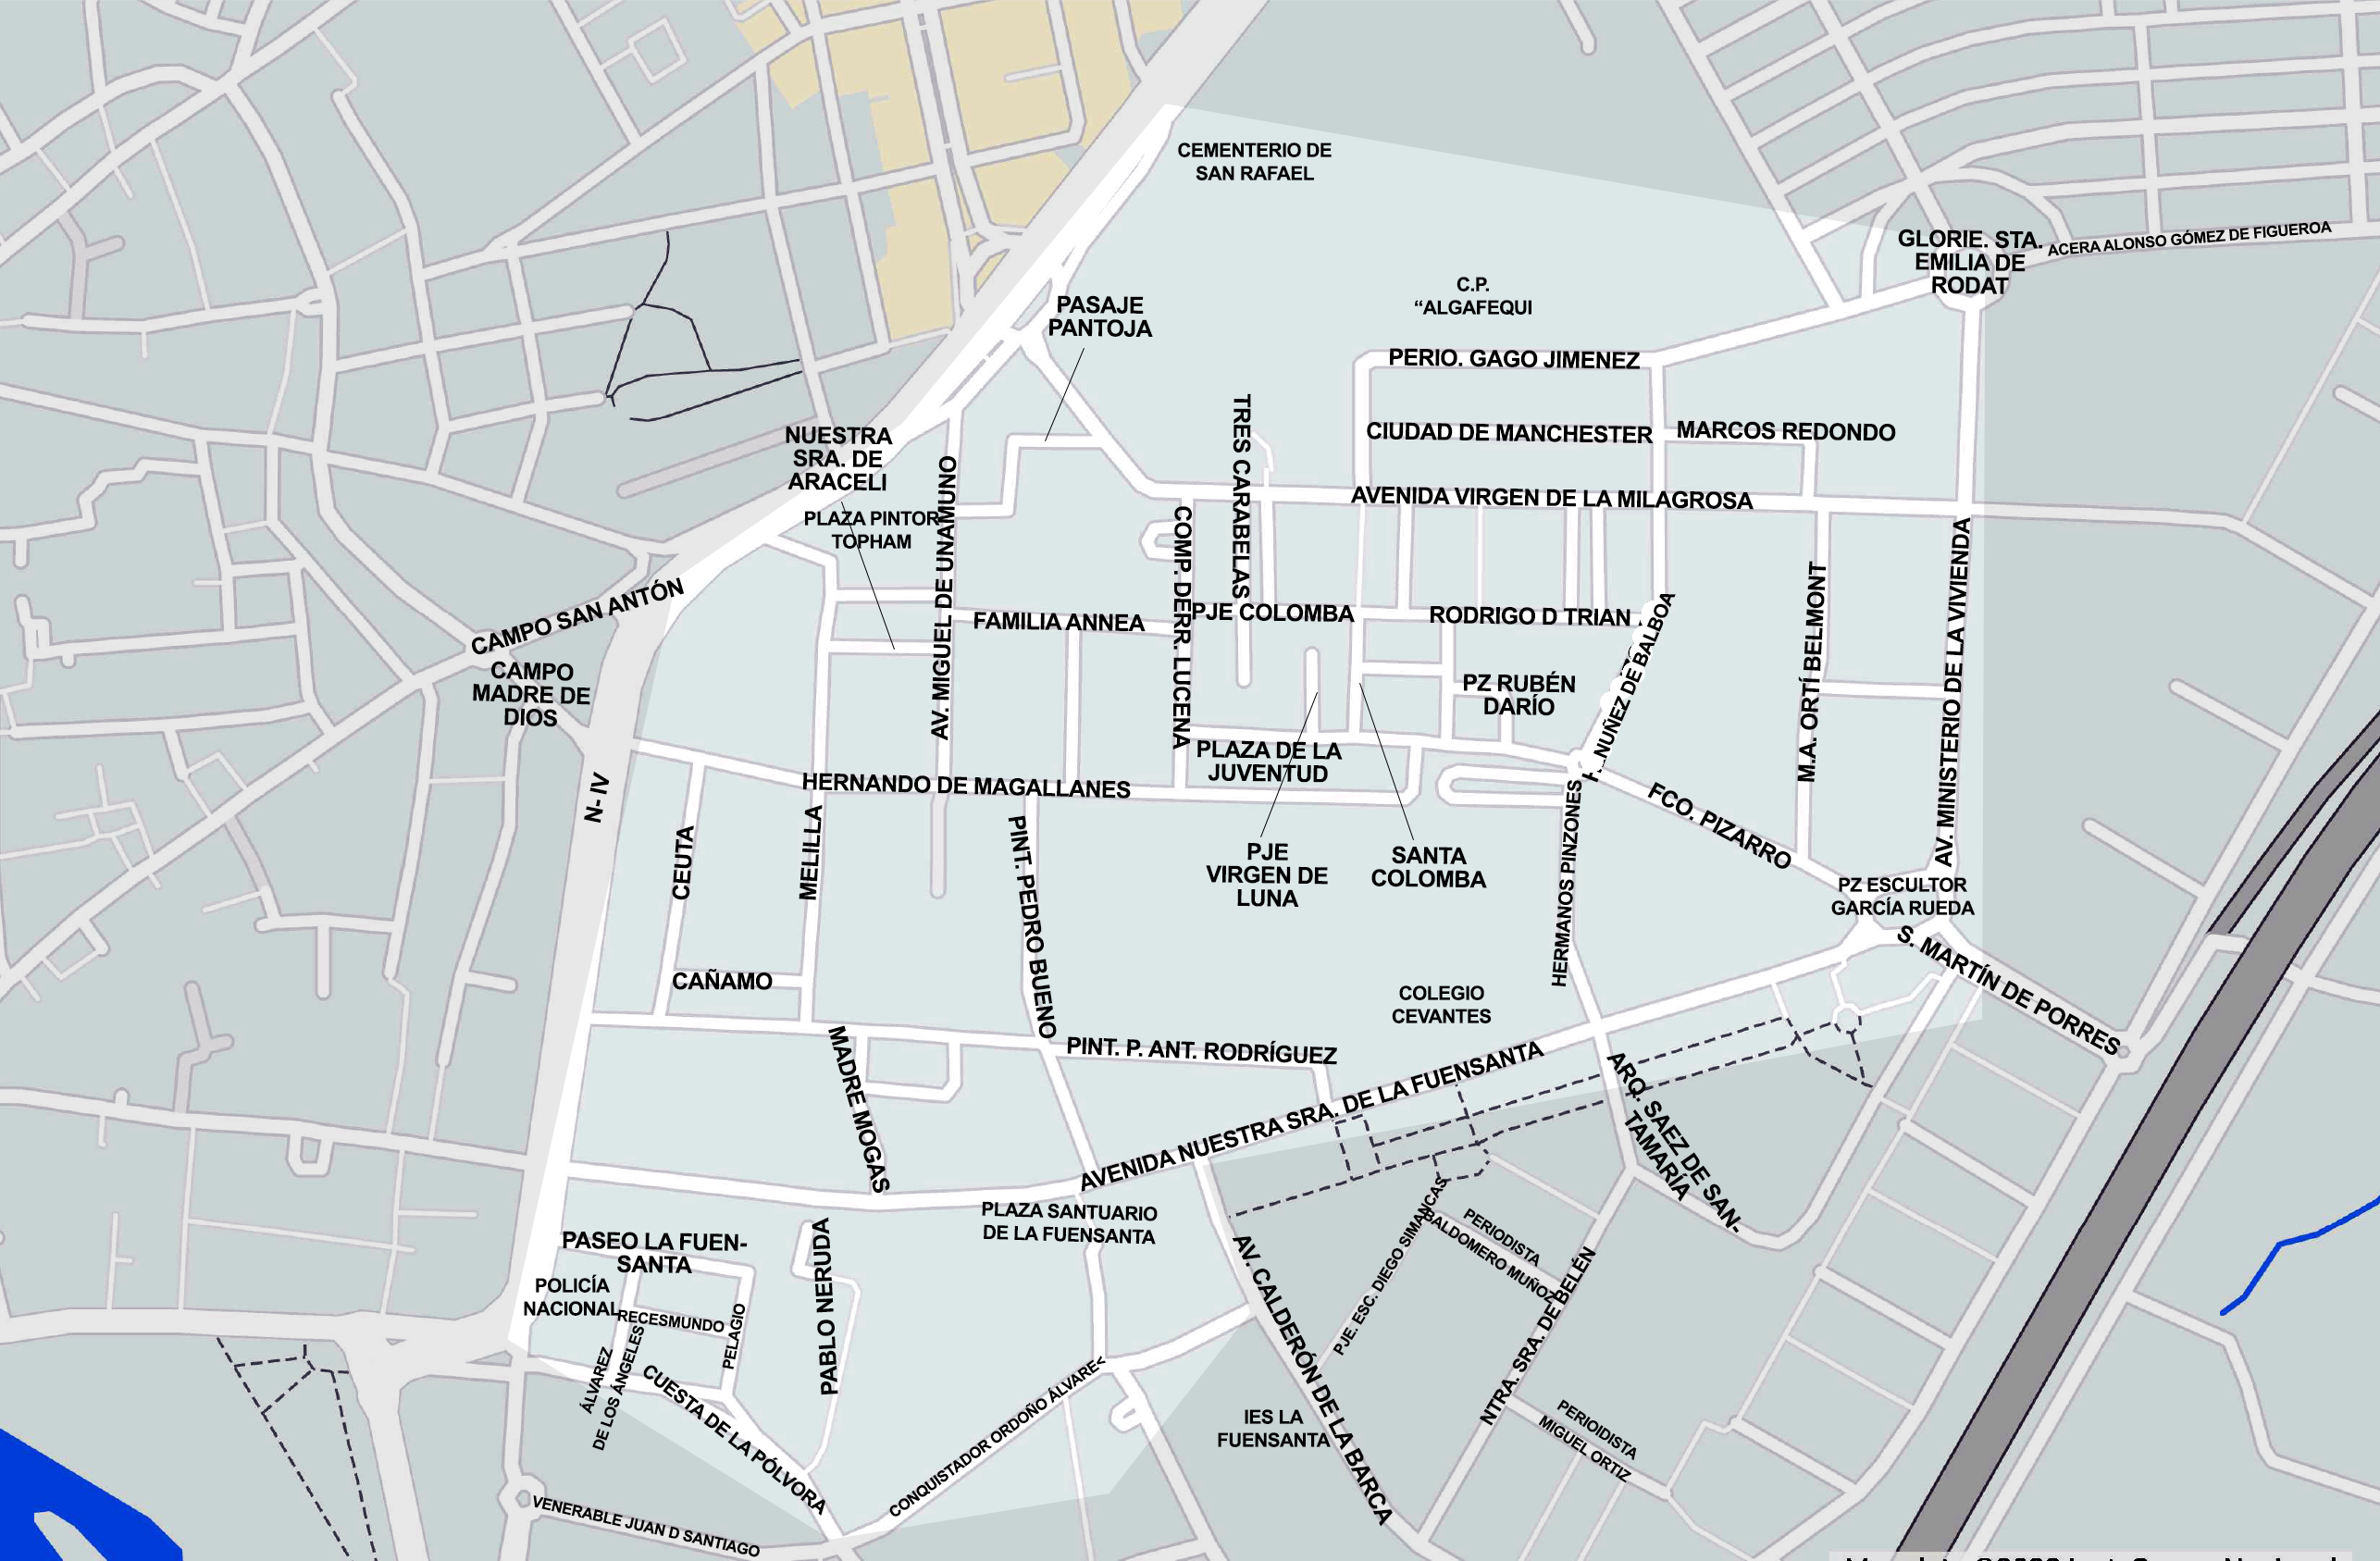 CEMENTERIO DE
SAN RAFAEL
GLORIE. STA.
EMILIA DE
RODAT
ACERA ALONSO GÓMEZ DE FIGUEROA
C.P.
“ALGAFEQUI
PASAJE
PANTOJA
PERIO. GAGO JIMENEZ
TRES CARABELAS
CIUDAD DE MANCHESTER
MARCOS REDONDO
NUESTRA
SRA. DE
ARACELI
AVENIDA VIRGEN DE LA MILAGROSA
PLAZA PINTOR
TOPHAM
AV. MIGUEL DE UNAMUNO
COMP. DERR. LUCENA
CAMPO SAN ANTÓN
FAMILIA ANNEA
PJE COLOMBA
RODRIGO D TRIAN
NUÑEZ DE BALBOA
M.A. ORTÍ BELMONT
AV. MINISTERIO DE LA VIVIENDA
CAMPO
MADRE DE
DIOS
PZ RUBÉN
DARÍO
PLAZA DE LA
JUVENTUD
HERNANDO DE MAGALLANES
N- IV
CEUTA
MELILLA
PINT. PEDRO BUENO
PJE
VIRGEN DE
LUNA
SANTA
COLOMBA
HERMANOS PINZONES
FCO. PIZARRO
PZ ESCULTOR
GARCÍA RUEDA
S. MARTÍN DE PORRES
CAÑAMO
COLEGIO
CEVANTES
MADRE MOGAS
PINT. P. ANT. RODRÍGUEZ
AVENIDA NUESTRA SRA. DE LA FUENSANTA
ARQ. SAEZ DE SAN-
TAMARÍA
PLAZA SANTUARIO
DE LA FUENSANTA
PASEO LA FUEN-
SANTA
POLICÍA
NACIONAL
RECESMUNDO
PELAGIO
PABLO NERUDA
ÁLVAREZ
DE LOS ÁNGELES
CUESTA DE LA PÓLVORA
CONQUISTADOR ORDOÑO ÁLVARE<
AV. CALDERÓN DE LA BARCA
PJE. ESC. DIEGO SIMANCAS
PERIODISTA
BALDOMERO MUÑOZ
NTRA. SRA. DE BELÉN
IES LA
FUENSANTA
PERIOIDISTA
MIGUEL ORTIZ
VENERABLE JUAN D SANTIAGO